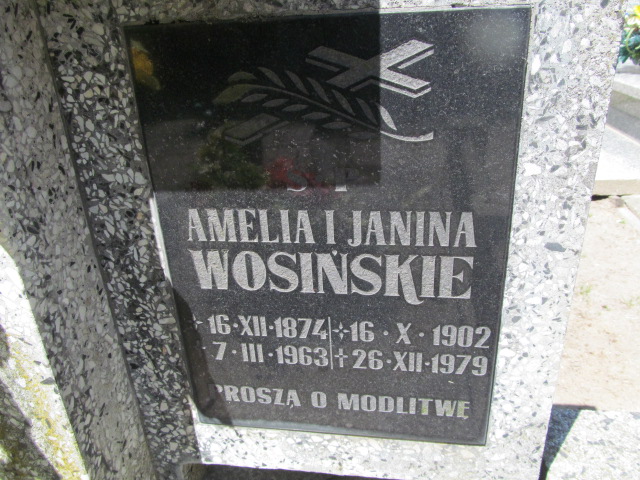 Ś P
AMELIA I JANINA
WOSIŃSKIE
16·XII·1874 16·X·1902
7·III·1963 †26·XII·1979
PROSZĄ O MODLITWĘ